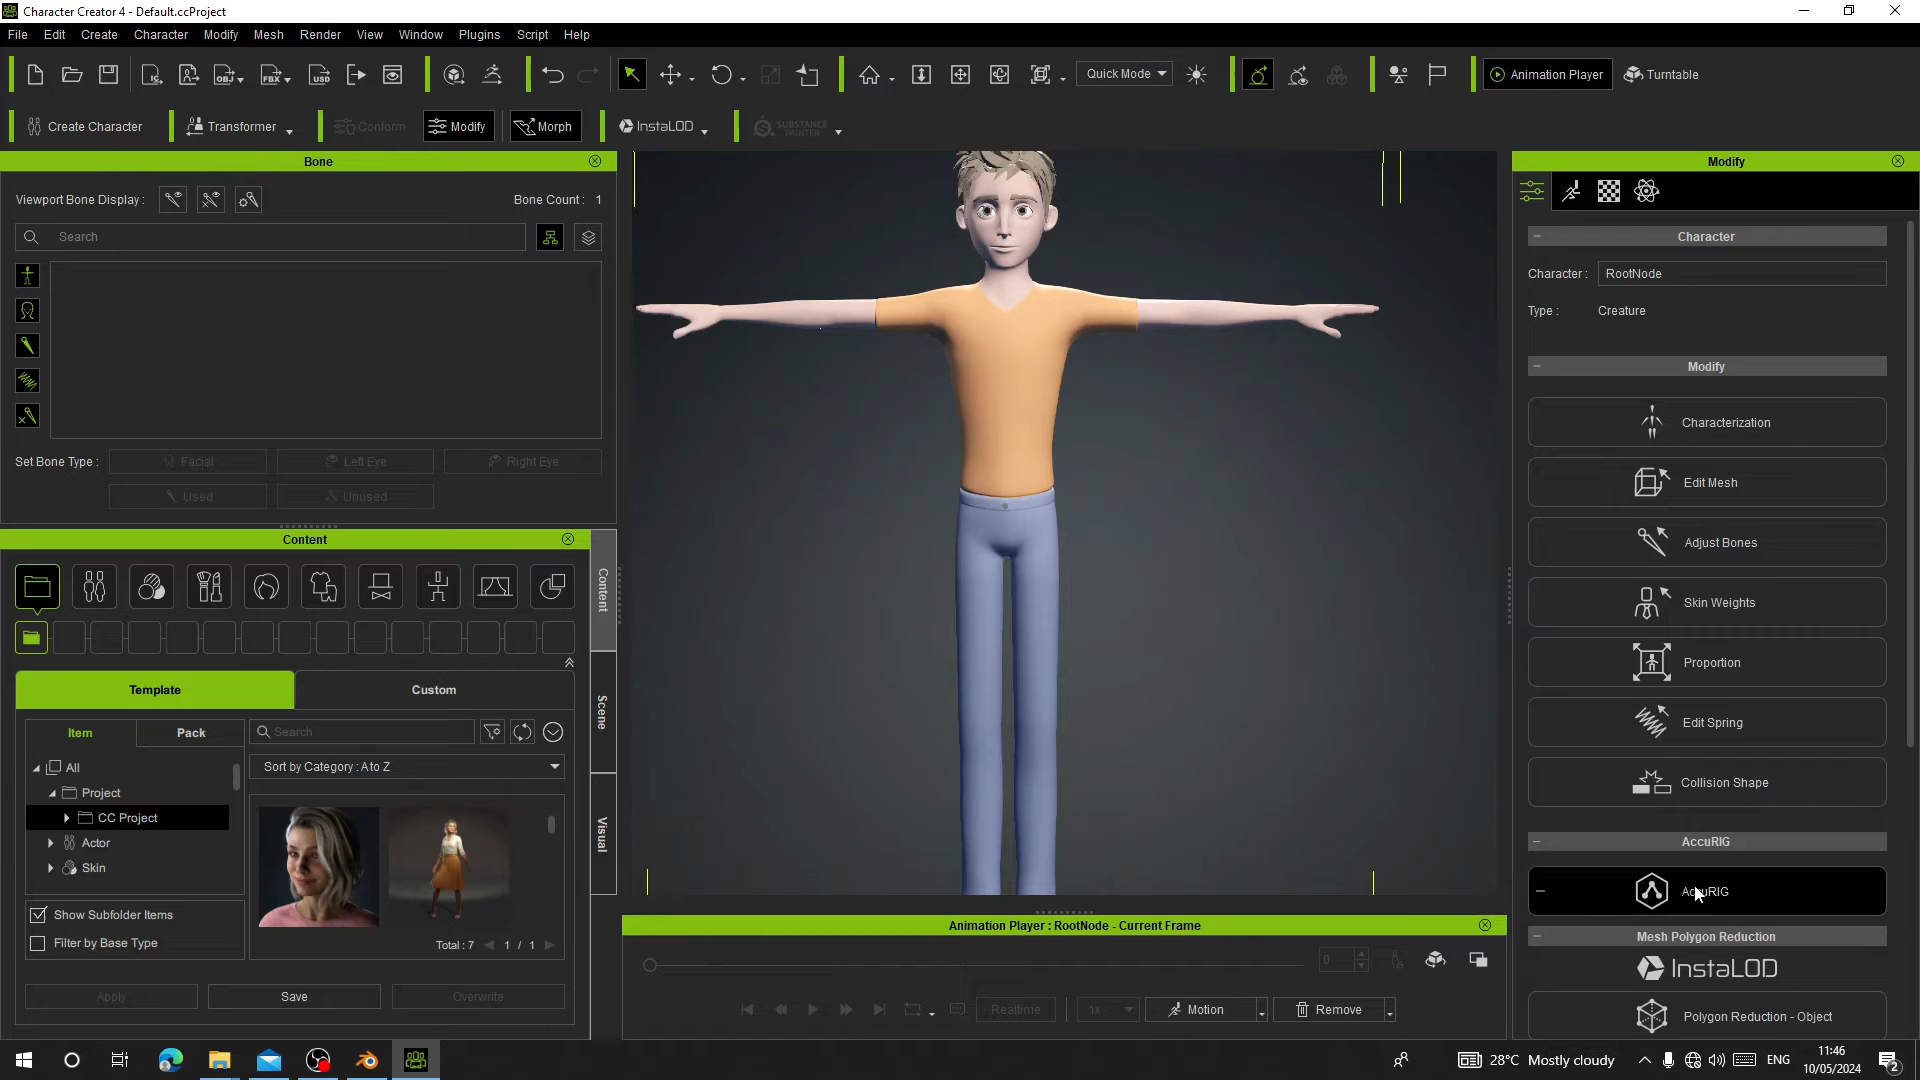 Character Creator 4 - Default.ccProject
File Edit Create Character Modify Mesh Render View Window Plugins Script Help
Quick Mode
Animation Player
Turntable
Create Character
Transformer
Conform
Modify
Morph
InstaLOD
SUBSTANCE PAINTER
Bone
Viewport Bone Display :
Bone Count : 1
Search
Set Bone Type :
Facial
Left Eye
Right Eye
Used
Unused
Content
Template
Custom
Item
Pack
Search
Sort by Category : A to Z
All
Project
CC Project
Actor
Skin
Show Subfolder Items
Filter by Base Type
Total : 7
1 / 1
Apply
Save
Overwrite
Content
Scene
Visual
Animation Player : RootNode - Current Frame
0
Realtime
1x
Motion
Remove
Modify
Character
Character : RootNode
Type : Creature
Modify
Characterization
Edit Mesh
Adjust Bones
Skin Weights
Proportion
Edit Spring
Collision Shape
AccuRIG
AccuRIG
Mesh Polygon Reduction
InstaLOD
Polygon Reduction - Object
28°C Mostly cloudy
ENG
11:46
10/05/2024
2